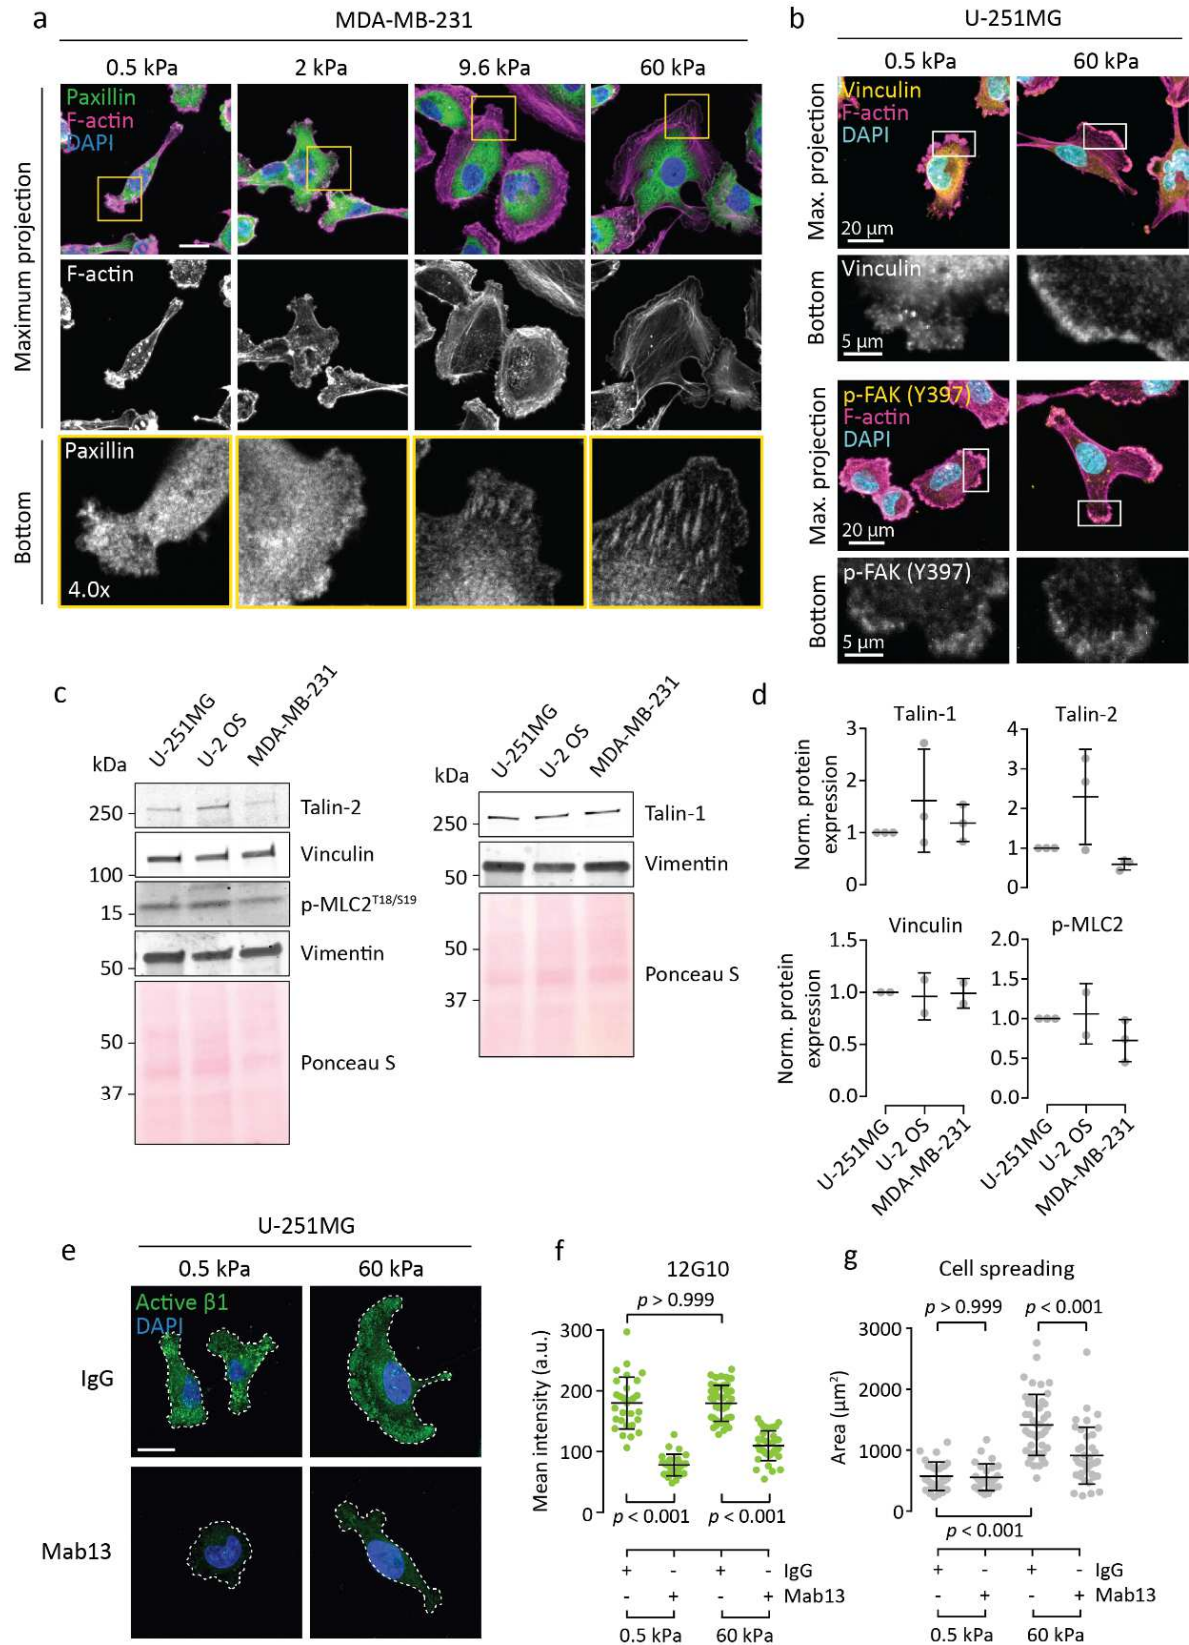 a
MDA-MB-231
0.5 kPa
2 kPa
9.6 kPa
60 kPa
Maximum projection
Paxillin
F-actin
DAPI
F-actin
Bottom
Paxillin
4.0x
b
U-251MG
0.5 kPa
60 kPa
Max. projection
Vinculin
F-actin
DAPI
20 µm
Bottom
Vinculin
5 µm
Max. projection
p-FAK (Y397)
F-actin
DAPI
20 µm
Bottom
p-FAK (Y397)
5 µm
c
U-251MG
U-2 OS
MDA-MB-231
kDa
250
Talin-2
Vinculin
100
15
p-MLC2T18/S19
Vimentin
50
50
Ponceau S
37
U-251MG
U-2 OS
MDA-MB-231
kDa
250
Talin-1
Vimentin
50
50
Ponceau S
37
d
Talin-1
Norm. protein expression
3
2
1
0
Talin-2
4
3
2
1
0
Vinculin
Norm. protein expression
1.5
1.0
0.5
0.0
p-MLC2
2.0
1.5
1.0
0.5
0.0
U-251MG
U-2 OS
MDA-MB-231
U-251MG
U-2 OS
MDA-MB-231
e
U-251MG
0.5 kPa
60 kPa
Active β1
DAPI
IgG
Mab13
f
12G10
p > 0.999
Mean intensity (a.u.)
300
200
100
0
p < 0.001
p < 0.001
+ - + - IgG
- + - + Mab13
0.5 kPa
60 kPa
g
Cell spreading
p > 0.999
p < 0.001
Area (µm²)
3000
2000
1000
0
p < 0.001
+ - + - IgG
- + - + Mab13
0.5 kPa
60 kPa